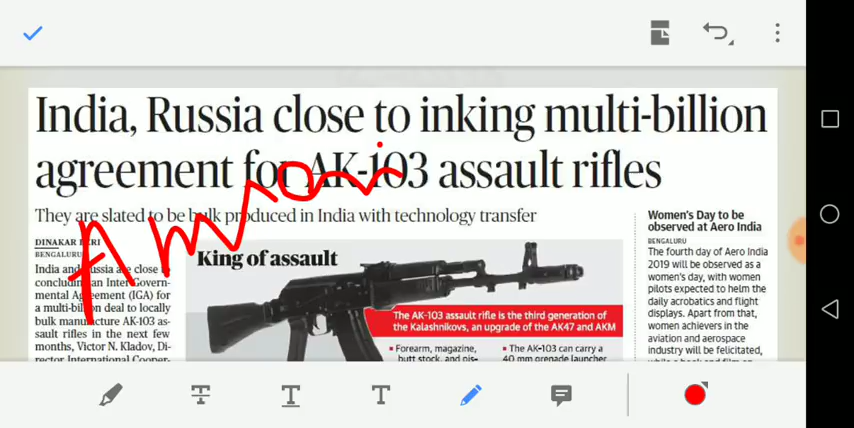 India, Russia close to inking multi-billion
agreement for AK-103 assault rifles
They are slated to be bulk produced in India with technology transfer
DINAKAR PERI
BENGALURU
India and Russia are close to
concluding an Inter-Govern-
mental Agreement (IGA) for
a multi-billion deal to locally
bulk manufacture AK-103 as-
sault rifles in the next few
months, Victor N. Kladov, Di-
rector International Cooper-
King of assault
The AK-103 assault rifle is the third generation of
the Kalashnikovs, an upgrade of the AK47 and AKM
▪ Forearm, magazine,
butt stock, and pis-
▪ The AK-103 can carry a
40 mm grenade launcher
Women's Day to be
observed at Aero India
BENGALURU
The fourth day of Aero India
2019 will be observed as a
women's day, with women
pilots expected to helm the
daily acrobatics and flight
displays. Apart from that,
women achievers in the
aviation and aerospace
industry will be felicitated,
while a book and film on